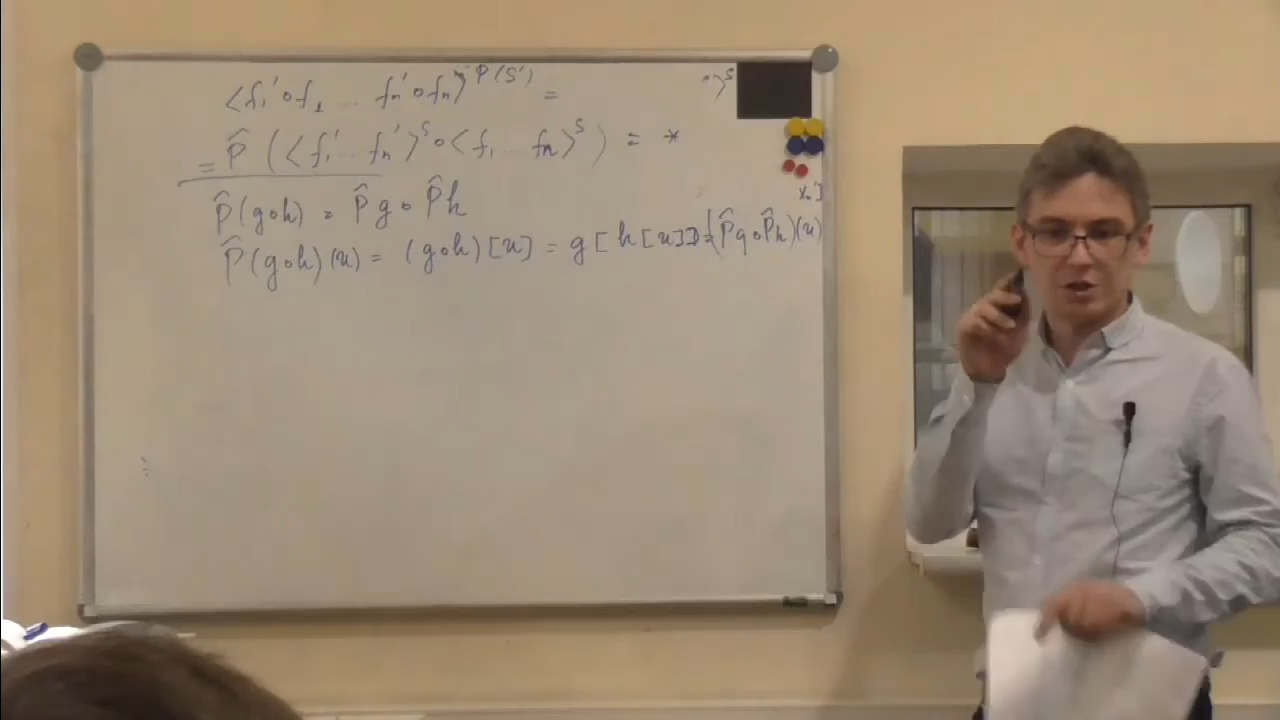 ⟨f₁'∘f₁ … fₙ'∘fₙ⟩^P(S') =
= P̂ (⟨f₁' … fₙ'⟩^S ∘ ⟨f₁ … fₙ⟩^S) = *
P̂(g∘h) = P̂g ∘ P̂h
P̂(g∘h)(u) = (g∘h)[u] = g[h[u]] = (P̂g∘P̂h)(u)